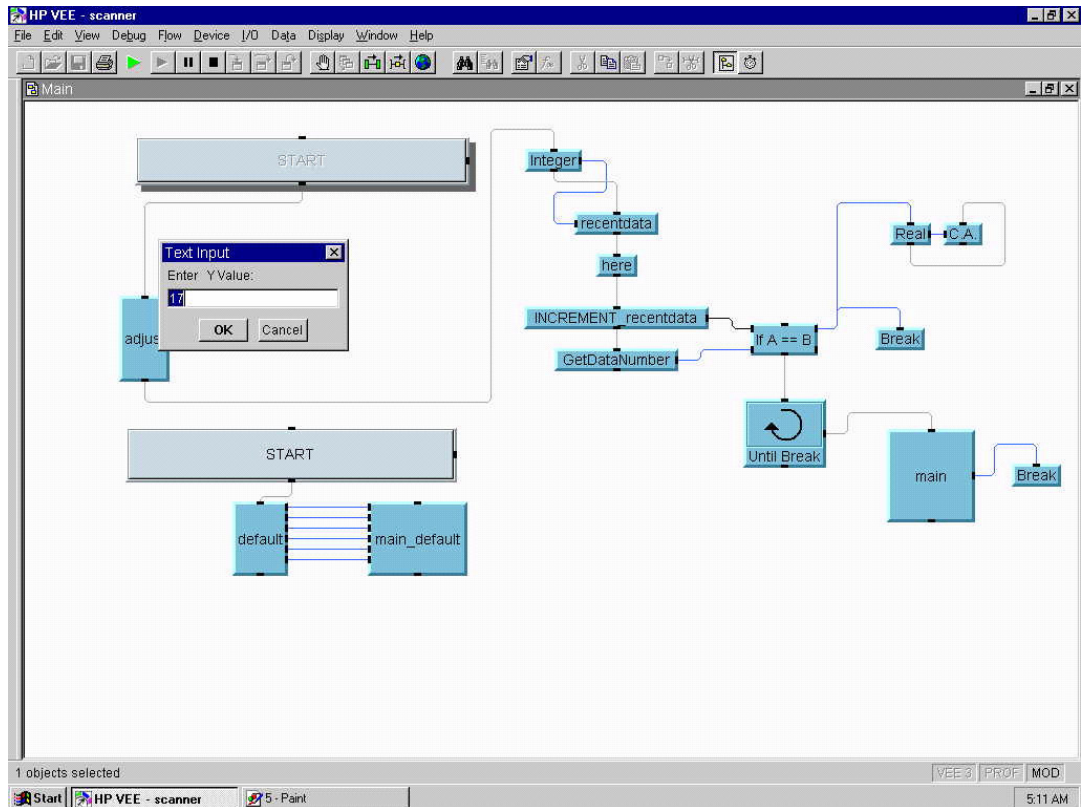 HP VEE - scanner
File Edit View Debug Flow Device I/O Data Display Window Help
Main
START
Text Input
Enter Y Value:
17
OK Cancel
adjus
START
default
main_default
Integer
recentdata
here
INCREMENT_recentdata
GetDataNumber
If A == B
Real
C.A.
Break
Until Break
main
Break
1 objects selected
VEE 3 PROF MOD
Start HP VEE - scanner 5 - Paint 5:11 AM